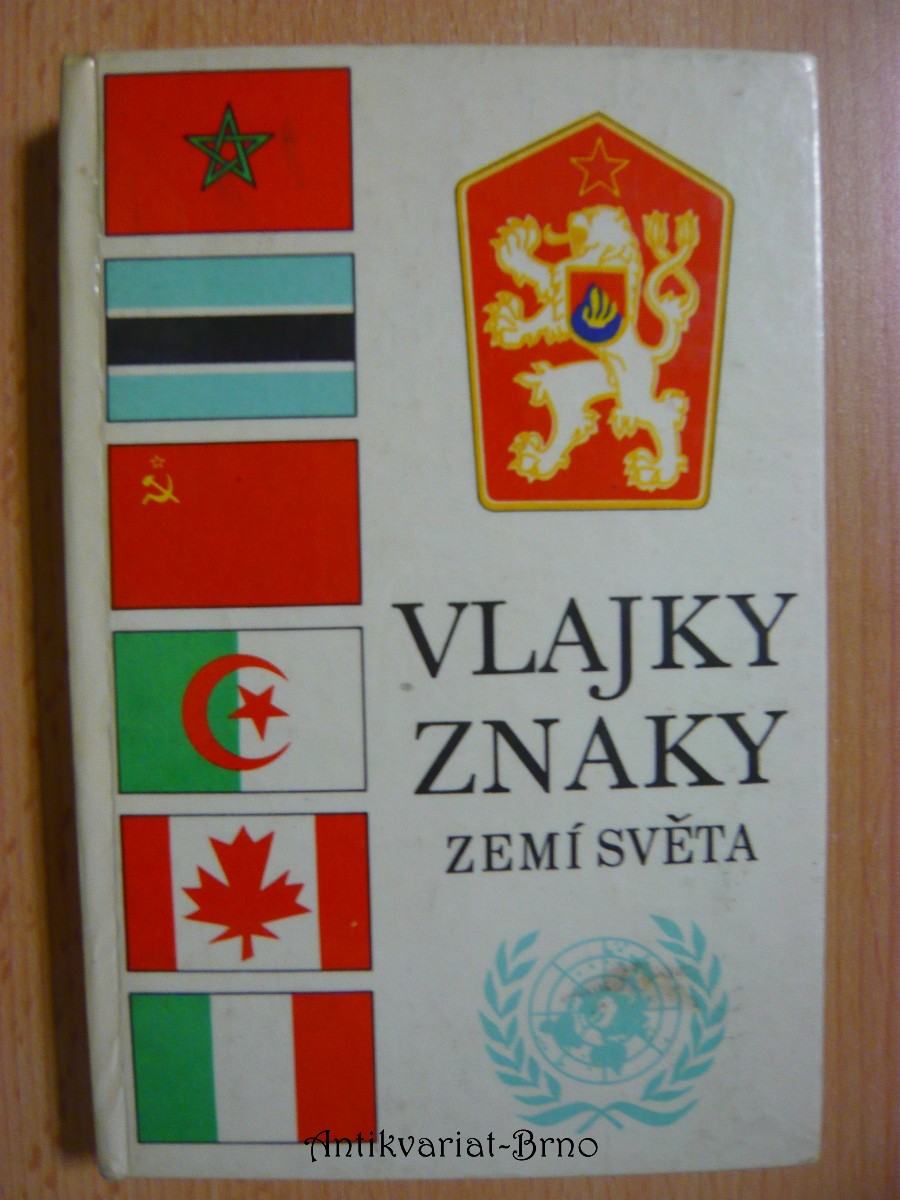 VLAJKY
ZNAKY
ZEMÍ SVĚTA
Antikvariat-Brno